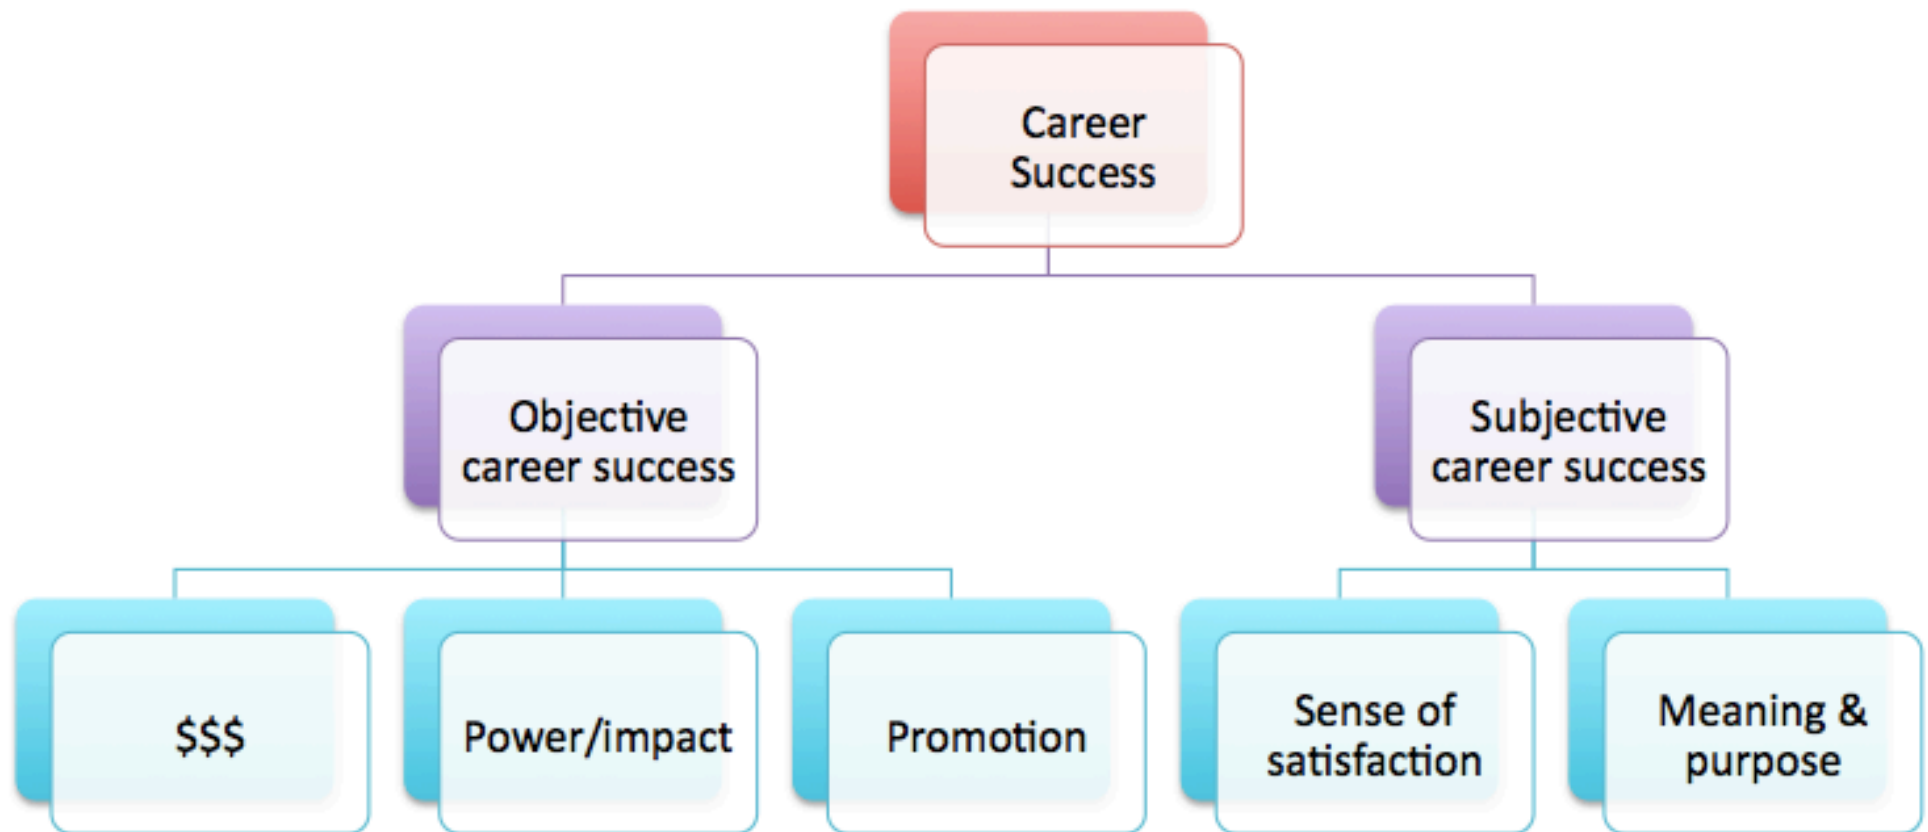 Career
Success
Objective
career success
Subjective
career success
$$$
Power/impact
Promotion
Sense of
satisfaction
Meaning &
purpose